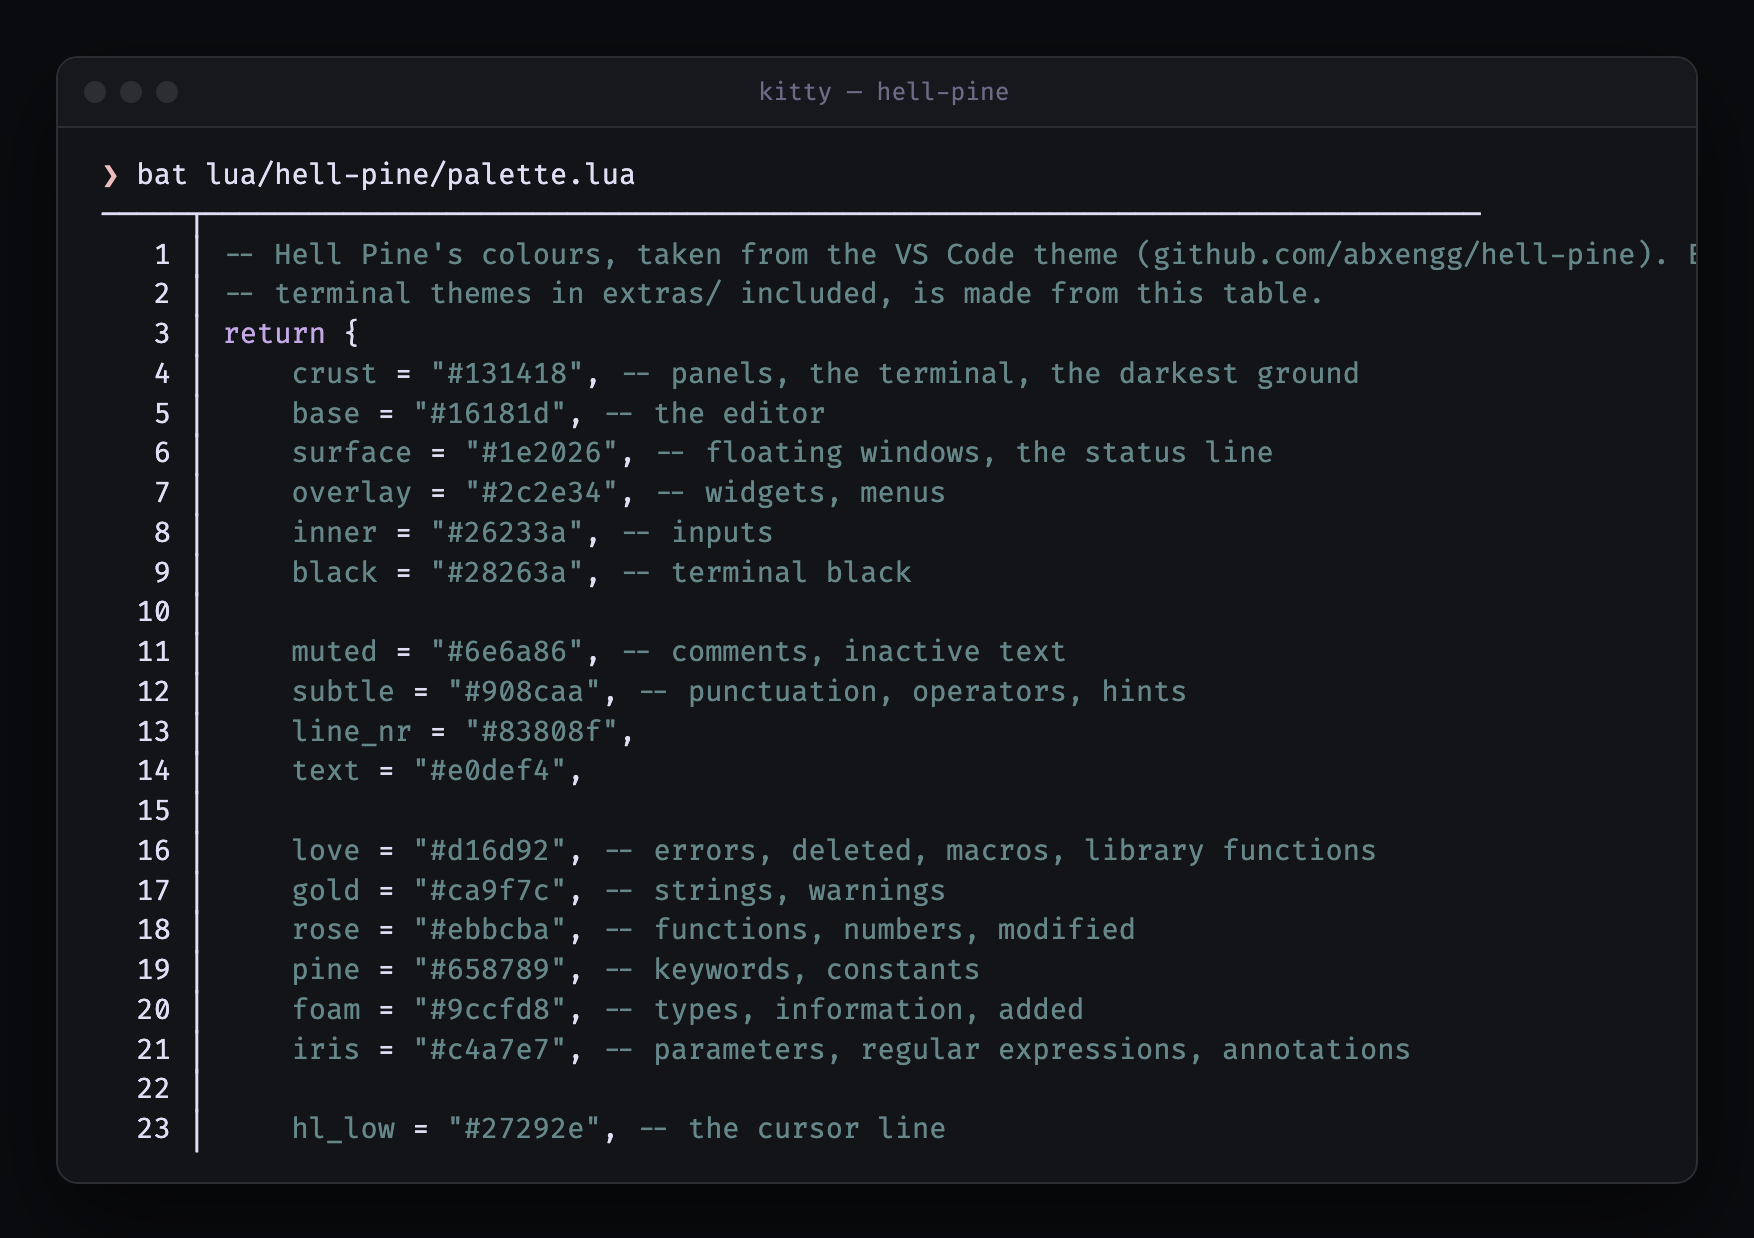 kitty — hell-pine
❯ bat lua/hell-pine/palette.lua
1 -- Hell Pine's colours, taken from the VS Code theme (github.com/abxengg/hell-pine).
2 -- terminal themes in extras/ included, is made from this table.
3 return {
4     crust = "#131418", -- panels, the terminal, the darkest ground
5     base = "#16181d", -- the editor
6     surface = "#1e2026", -- floating windows, the status line
7     overlay = "#2c2e34", -- widgets, menus
8     inner = "#26233a", -- inputs
9     black = "#28263a", -- terminal black
10
11     muted = "#6e6a86", -- comments, inactive text
12     subtle = "#908caa", -- punctuation, operators, hints
13     line_nr = "#83808f",
14     text = "#e0def4",
15
16     love = "#d16d92", -- errors, deleted, macros, library functions
17     gold = "#ca9f7c", -- strings, warnings
18     rose = "#ebbcba", -- functions, numbers, modified
19     pine = "#658789", -- keywords, constants
20     foam = "#9ccfd8", -- types, information, added
21     iris = "#c4a7e7", -- parameters, regular expressions, annotations
22
23     hl_low = "#27292e", -- the cursor line